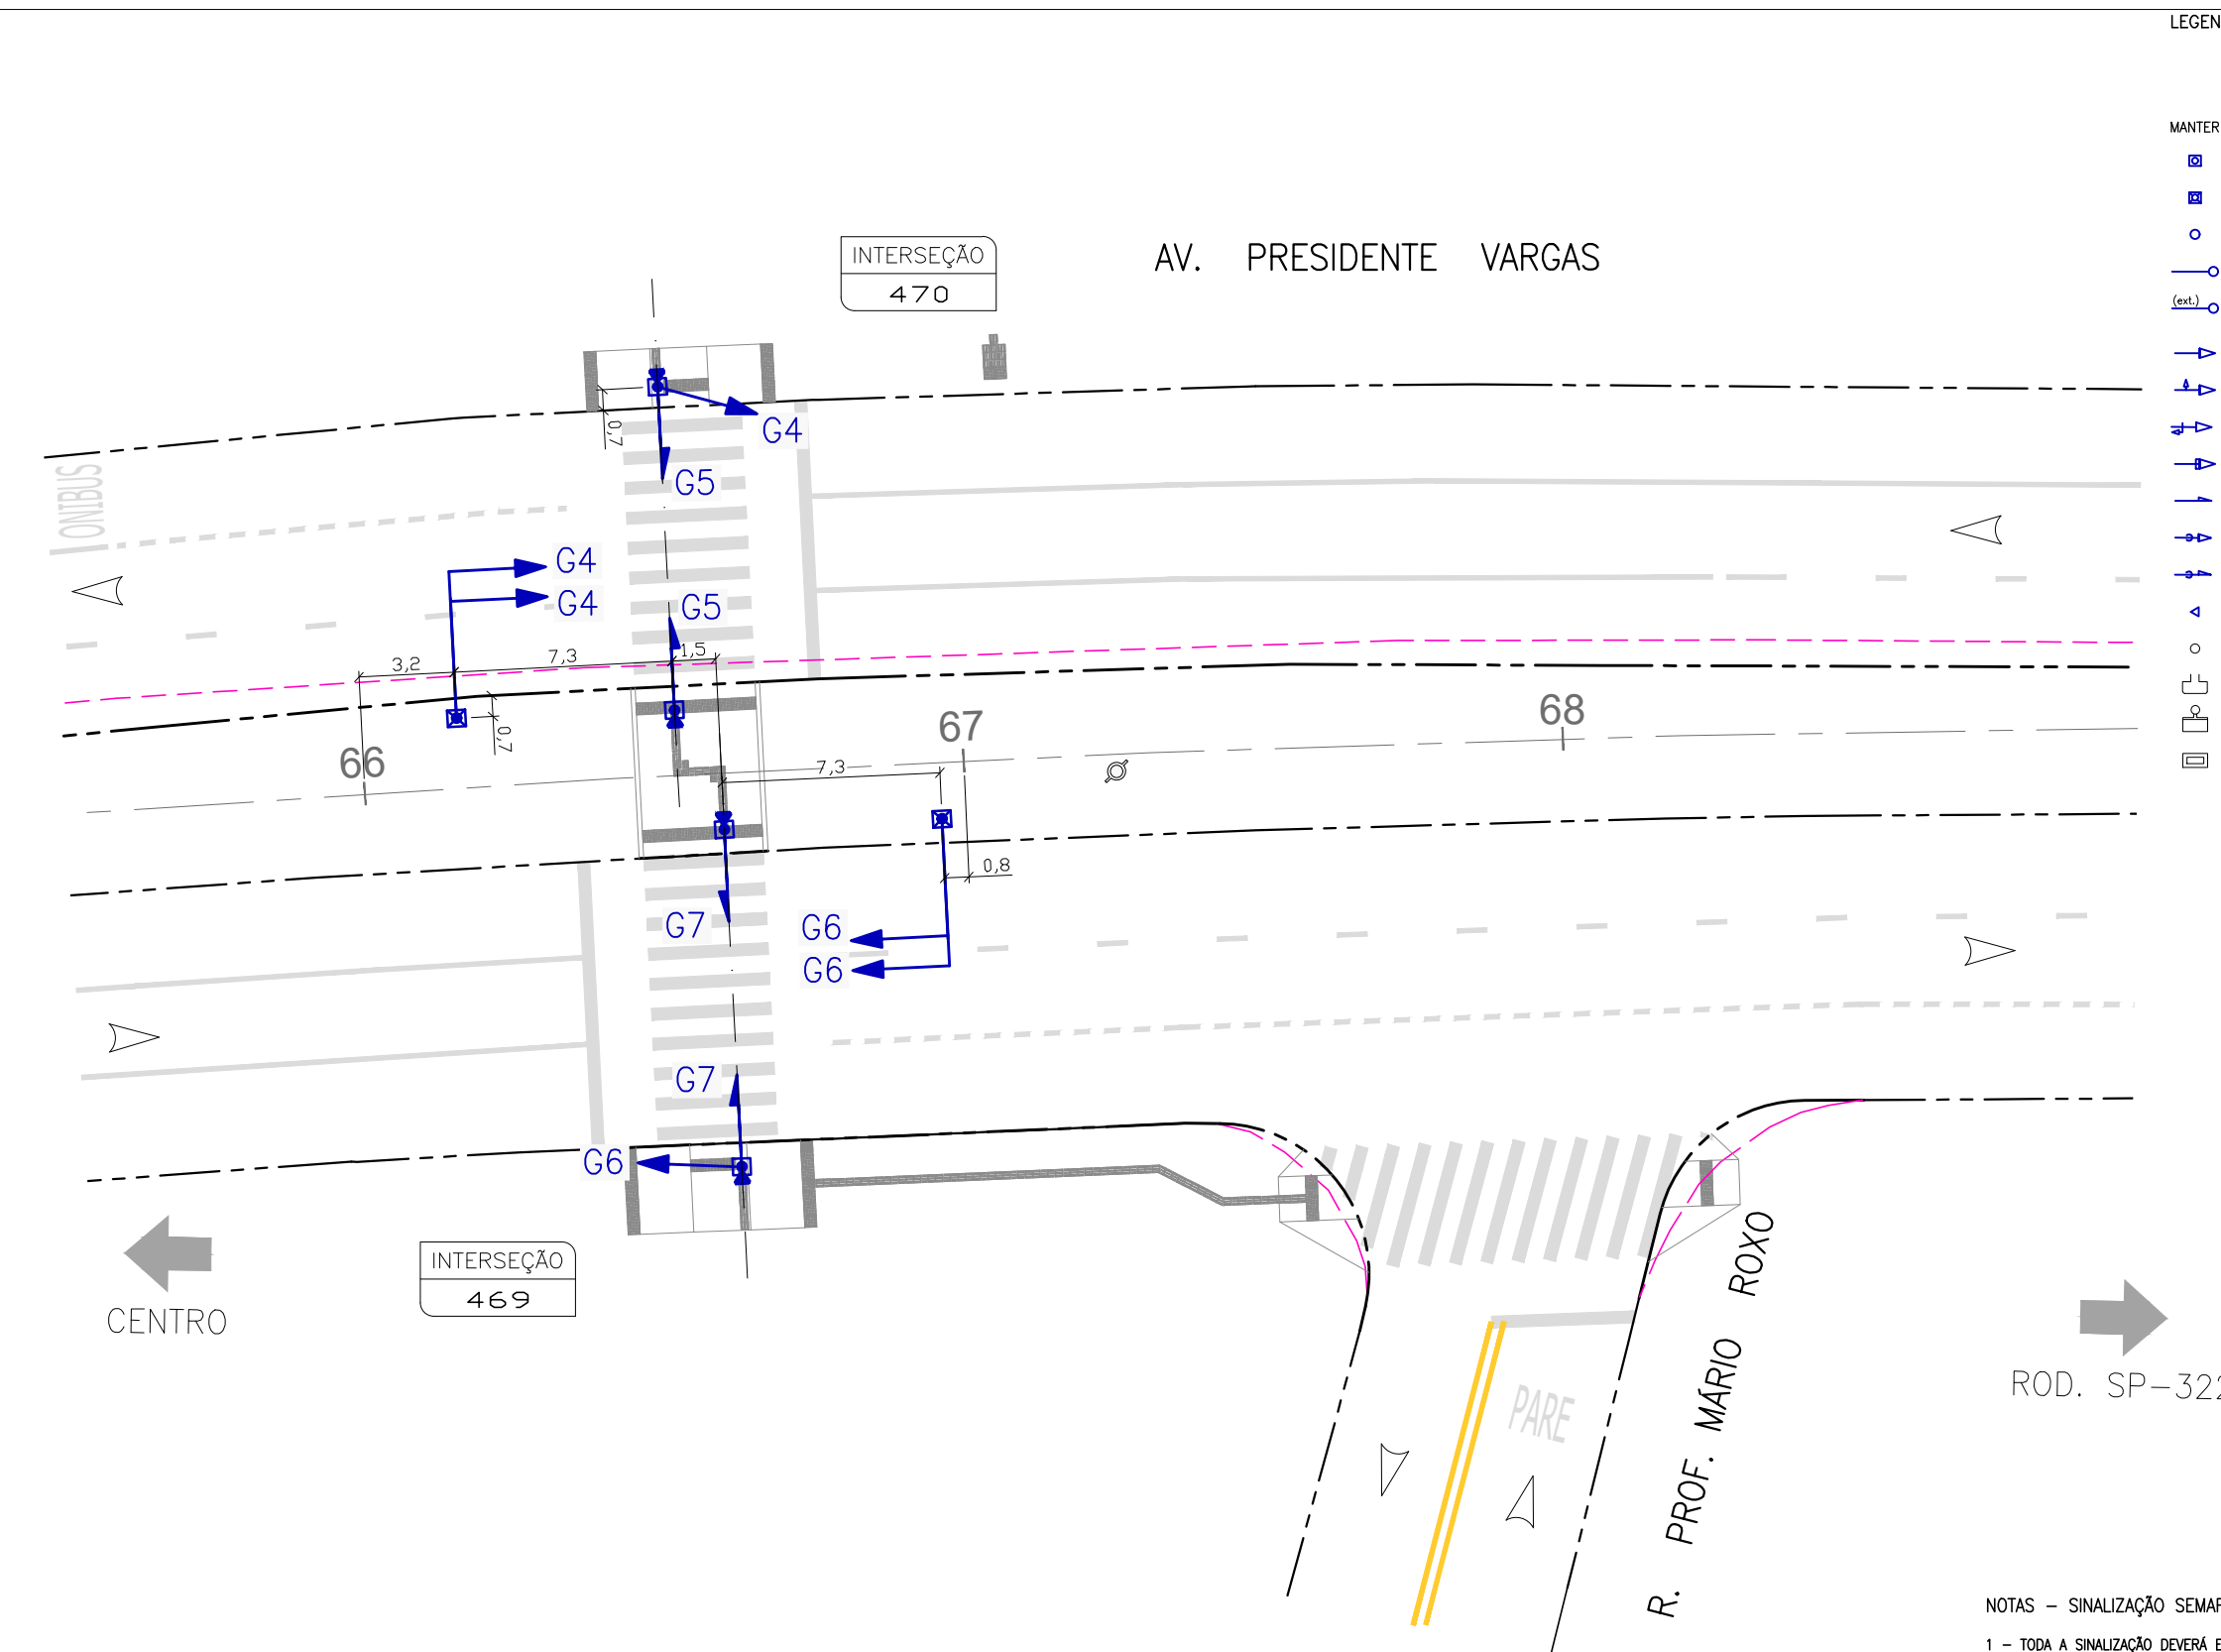 LEGEN
MANTER
(ext.)
INTERSEÇÃO
470
AV. PRESIDENTE VARGAS
G4
0,7
G5
ONIBUS
G4
G4
G5
3,2
7,3
1,5
0,7
66
67
68
7,3
0,8
G7
G6
G6
G7
G6
INTERSEÇÃO
469
CENTRO
R. PROF. MÁRIO ROXO
PARE
ROD. SP-322
NOTAS – SINALIZAÇÃO SEMA
1 – TODA A SINALIZAÇÃO DEVERÁ E